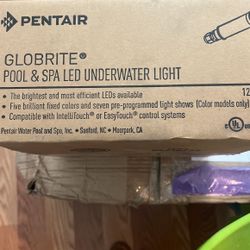 PENTAIR
GLOBRITE®
POOL & SPA LED UNDERWATER LIGHT
• The brightest and most efficient LEDs available 12
• Five brilliant fixed colors and seven pre-programmed light shows (Color models only)
• Compatible with IntelliTouch® or EasyTouch® control systems
Pentair Water Pool and Spa, Inc. • Sanford, NC • Moorpark, CA
UL